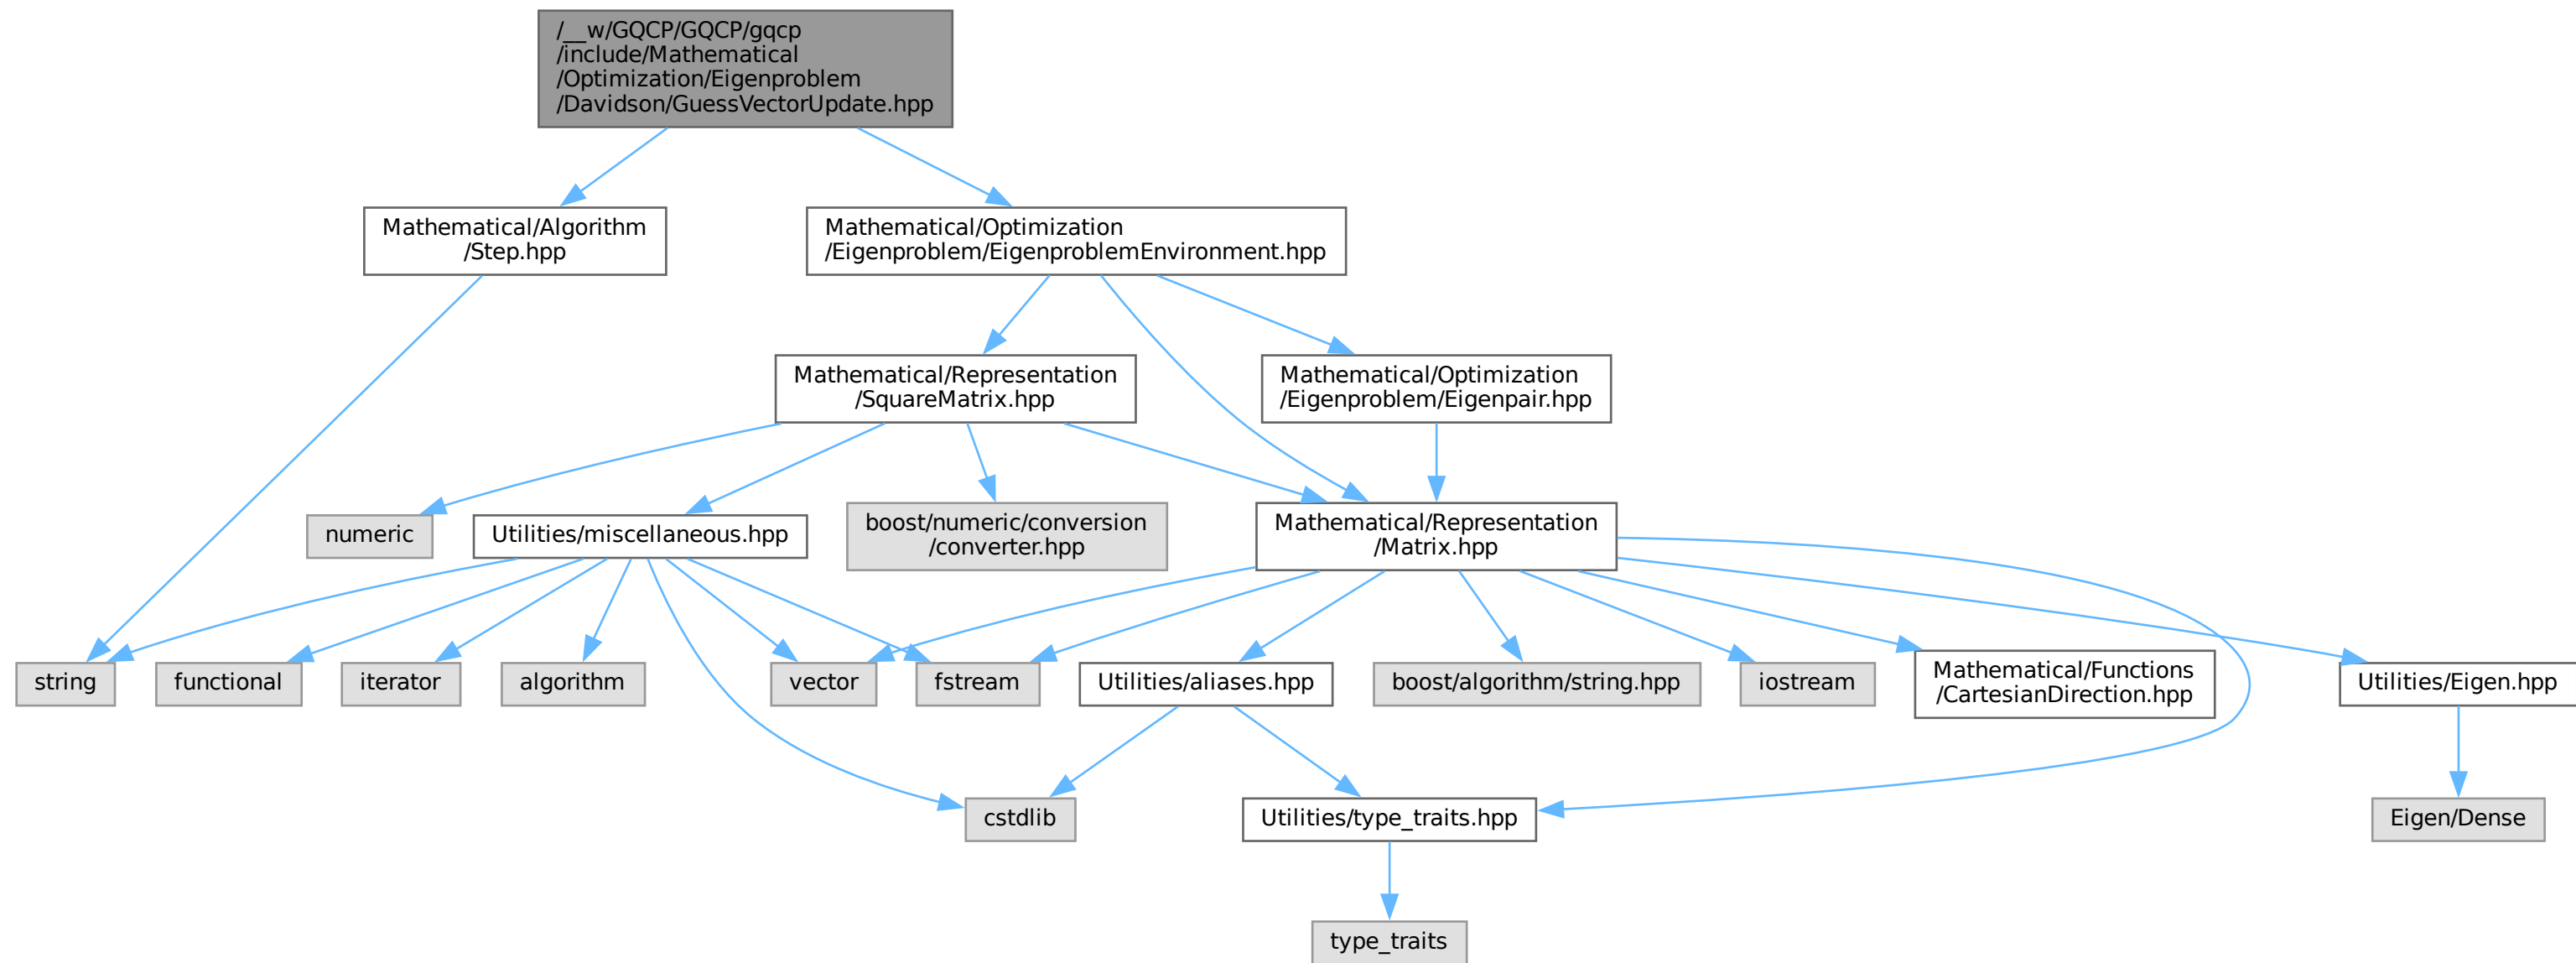 /__w/GQCP/GQCP/gqcp
/include/Mathematical
/Optimization/Eigenproblem
/Davidson/GuessVectorUpdate.hpp
Mathematical/Algorithm
/Step.hpp
Mathematical/Optimization
/Eigenproblem/EigenproblemEnvironment.hpp
Mathematical/Representation
/SquareMatrix.hpp
Mathematical/Optimization
/Eigenproblem/Eigenpair.hpp
numeric
Utilities/miscellaneous.hpp
boost/numeric/conversion
/converter.hpp
Mathematical/Representation
/Matrix.hpp
string
functional
iterator
algorithm
vector
fstream
Utilities/aliases.hpp
boost/algorithm/string.hpp
iostream
Mathematical/Functions
/CartesianDirection.hpp
Utilities/Eigen.hpp
cstdlib
Utilities/type_traits.hpp
Eigen/Dense
type_traits